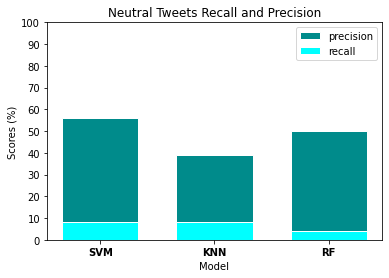 Neutral Tweets Recall and Precision
100
90
80
70
60
50
40
30
20
10
0
Scores (%)
precision
recall
SVM KNN RF
Model